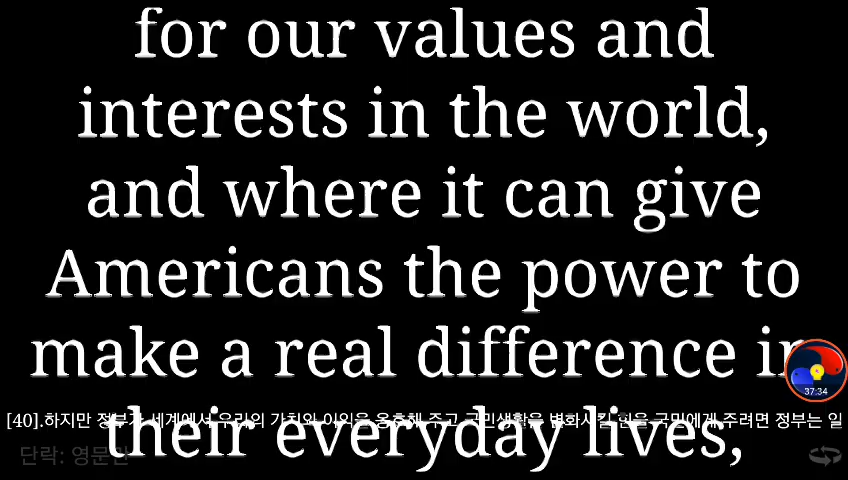 for our values and
interests in the world,
and where it can give
Americans the power to
make a real difference in
37:34
[40].하지만 정부가 세계에서 우리의 가치와 이익을 옹호해 주고 국민생활을 변화시킬 힘을 국민에게 주려면 정부는 일
their everyday lives,
단락: 영문만